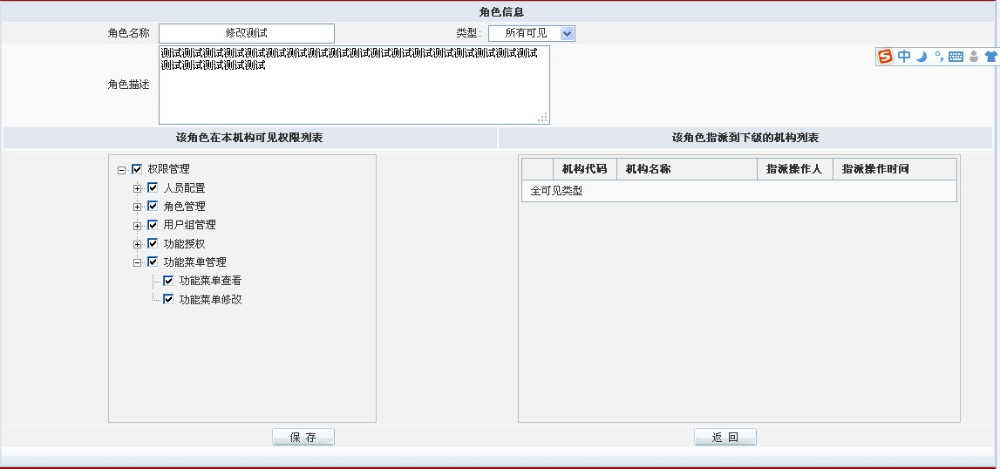 角色信息
角色名称 修改测试 类型: 所有可见
测试测试测试测试测试测试测试测试测试测试测试测试测试测试测试测试测试测试
角色描述 测试测试测试测试测试
中
该角色在本机构可见权限列表 该角色指派到下级的机构列表
权限管理
人员配置
角色管理
用户组管理
功能授权
功能菜单管理
功能菜单查看
功能菜单修改
机构代码 机构名称 指派操作人 指派操作时间
全可见类型
保 存 返 回